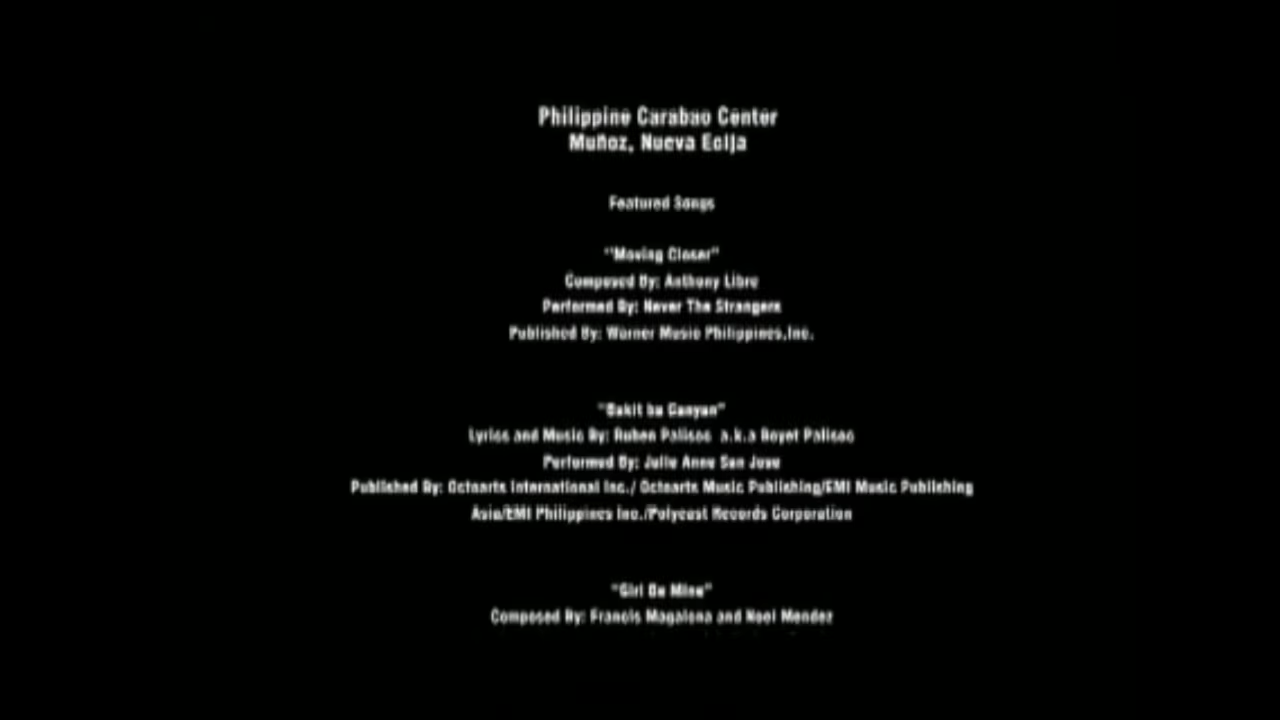 Philippine Carabao Center
Muñoz, Nueva Ecija
Featured Songs
"Moving Closer"
Composed By: Anthony Libre
Performed By: Never The Strangers
Published By: Warner Music Philippines,Inc.
"Bakit ba Ganyan"
Lyrics and Music By: Ruben Palisoc a.k.a Boyet Palisoc
Performed By: Julie Anne San Jose
Published By: Octoarts International Inc./ Octoarts Music Publishing/EMI Music Publishing
Asia/EMI Philippines Inc./Polycast Records Corporation
"Girl Be Mine"
Composed By: Francis Magalona and Noel Mendez